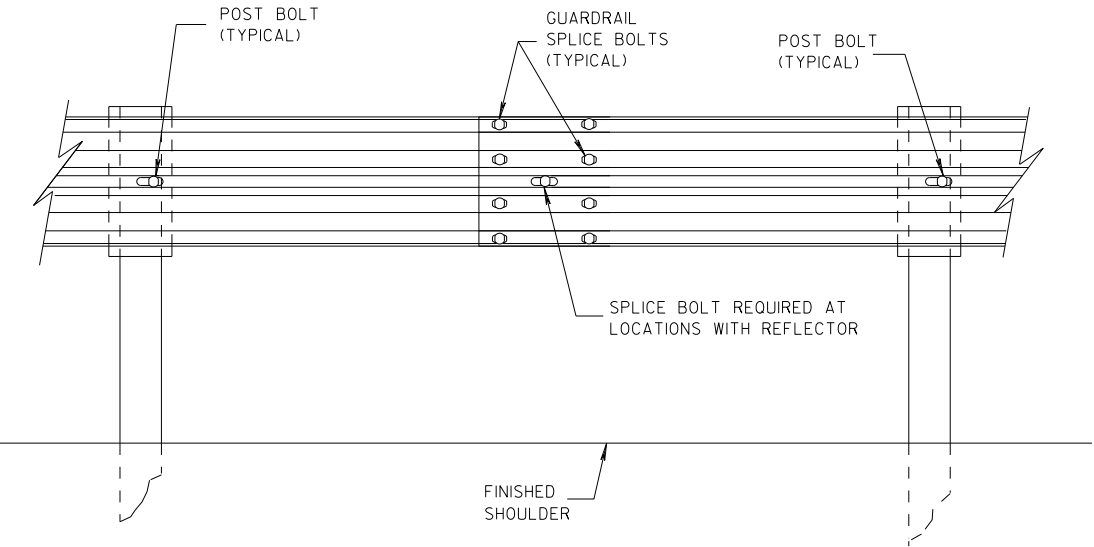 POST BOLT
(TYPICAL)
GUARDRAIL
SPLICE BOLTS
(TYPICAL)
POST BOLT
(TYPICAL)
SPLICE BOLT REQUIRED AT
LOCATIONS WITH REFLECTOR
FINISHED
SHOULDER